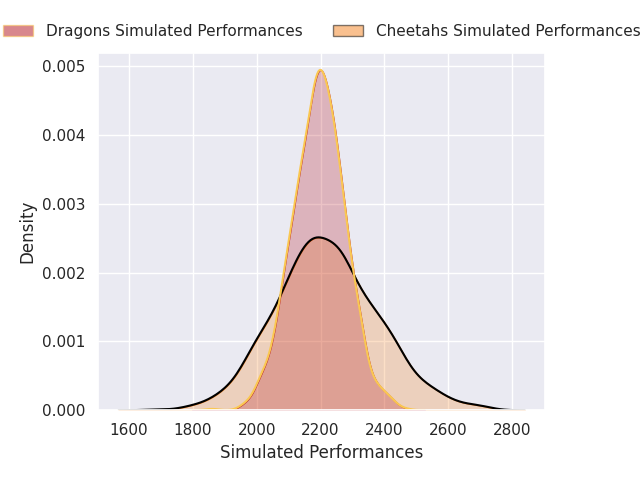 Dragons Simulated Performances Cheetahs Simulated Performances
0.005
0.004
0.003
0.002
0.001
0.000
Density
1600 1800 2000 2200 2400 2600 2800
Simulated Performances